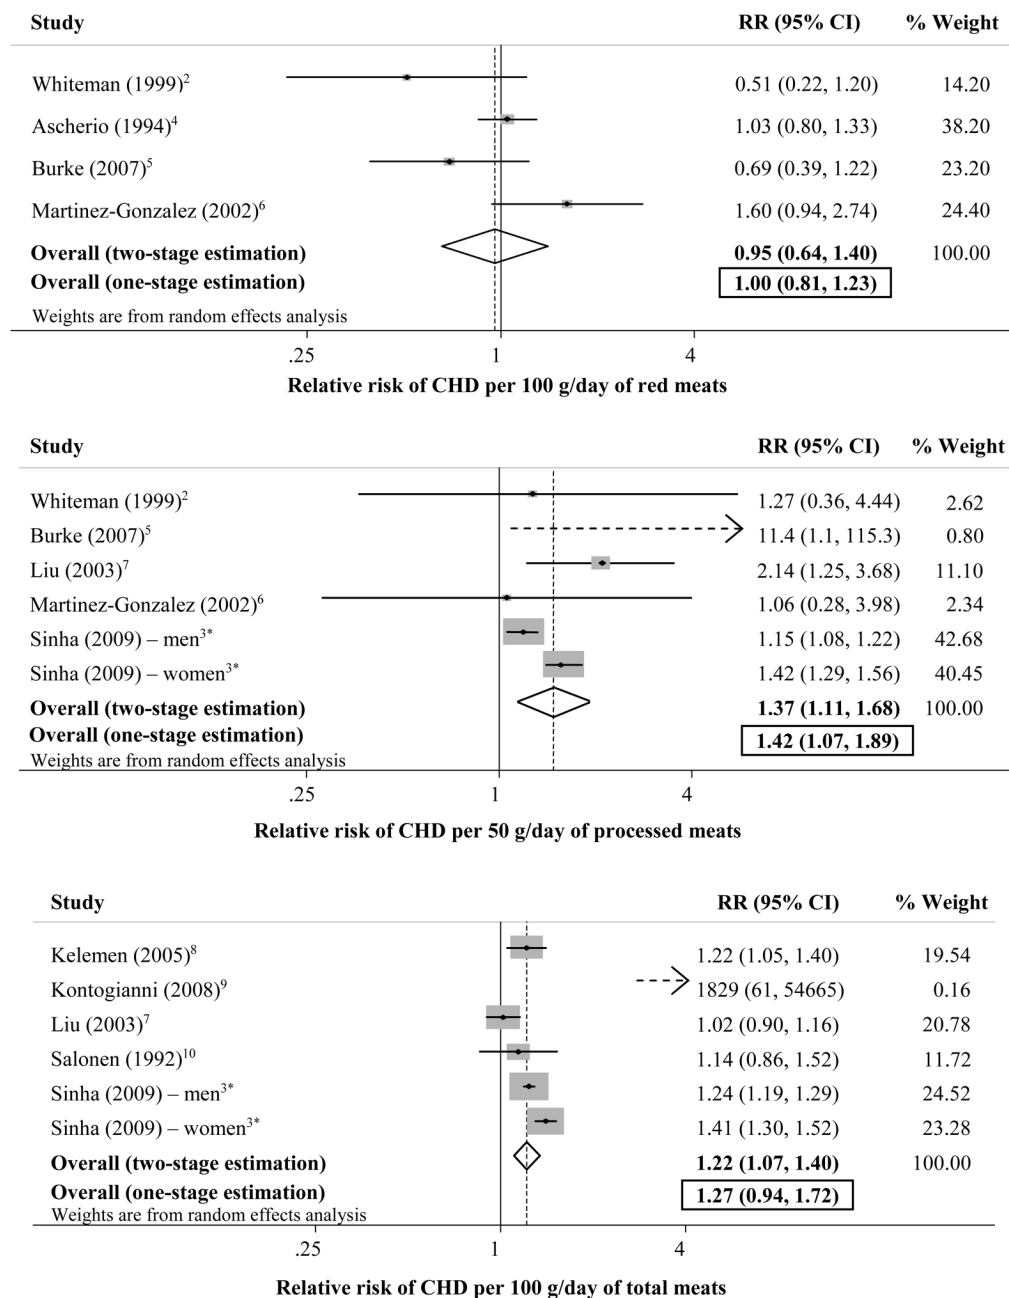 Study RR (95% CI) % Weight
Whiteman (1999)² 0.51 (0.22, 1.20) 14.20
Ascherio (1994)⁴ 1.03 (0.80, 1.33) 38.20
Burke (2007)⁵ 0.69 (0.39, 1.22) 23.20
Martinez-Gonzalez (2002)⁶ 1.60 (0.94, 2.74) 24.40
Overall (two-stage estimation) 0.95 (0.64, 1.40) 100.00
Overall (one-stage estimation) 1.00 (0.81, 1.23)
Weights are from random effects analysis
.25 1 4
Relative risk of CHD per 100 g/day of red meats
Study RR (95% CI) % Weight
Whiteman (1999)² 1.27 (0.36, 4.44) 2.62
Burke (2007)⁵ 11.4 (1.1, 115.3) 0.80
Liu (2003)⁷ 2.14 (1.25, 3.68) 11.10
Martinez-Gonzalez (2002)⁶ 1.06 (0.28, 3.98) 2.34
Sinha (2009) – men³* 1.15 (1.08, 1.22) 42.68
Sinha (2009) – women³* 1.42 (1.29, 1.56) 40.45
Overall (two-stage estimation) 1.37 (1.11, 1.68) 100.00
Overall (one-stage estimation) 1.42 (1.07, 1.89)
Weights are from random effects analysis
.25 1 4
Relative risk of CHD per 50 g/day of processed meats
Study RR (95% CI) % Weight
Kelemen (2005)⁸ 1.22 (1.05, 1.40) 19.54
Kontogianni (2008)⁹ 1829 (61, 54665) 0.16
Liu (2003)⁷ 1.02 (0.90, 1.16) 20.78
Salonen (1992)¹⁰ 1.14 (0.86, 1.52) 11.72
Sinha (2009) – men³* 1.24 (1.19, 1.29) 24.52
Sinha (2009) – women³* 1.41 (1.30, 1.52) 23.28
Overall (two-stage estimation) 1.22 (1.07, 1.40) 100.00
Overall (one-stage estimation) 1.27 (0.94, 1.72)
Weights are from random effects analysis
.25 1 4
Relative risk of CHD per 100 g/day of total meats